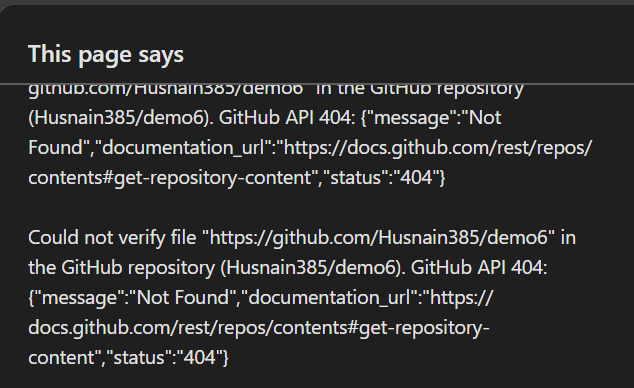 This page says
github.com/Husnain385/demo6" in the GitHub repository
(Husnain385/demo6). GitHub API 404: {"message":"Not
Found","documentation_url":"https://docs.github.com/rest/repos/
contents#get-repository-content","status":"404"}
Could not verify file "https://github.com/Husnain385/demo6" in
the GitHub repository (Husnain385/demo6). GitHub API 404:
{"message":"Not Found","documentation_url":"https://
docs.github.com/rest/repos/contents#get-repository-
content","status":"404"}